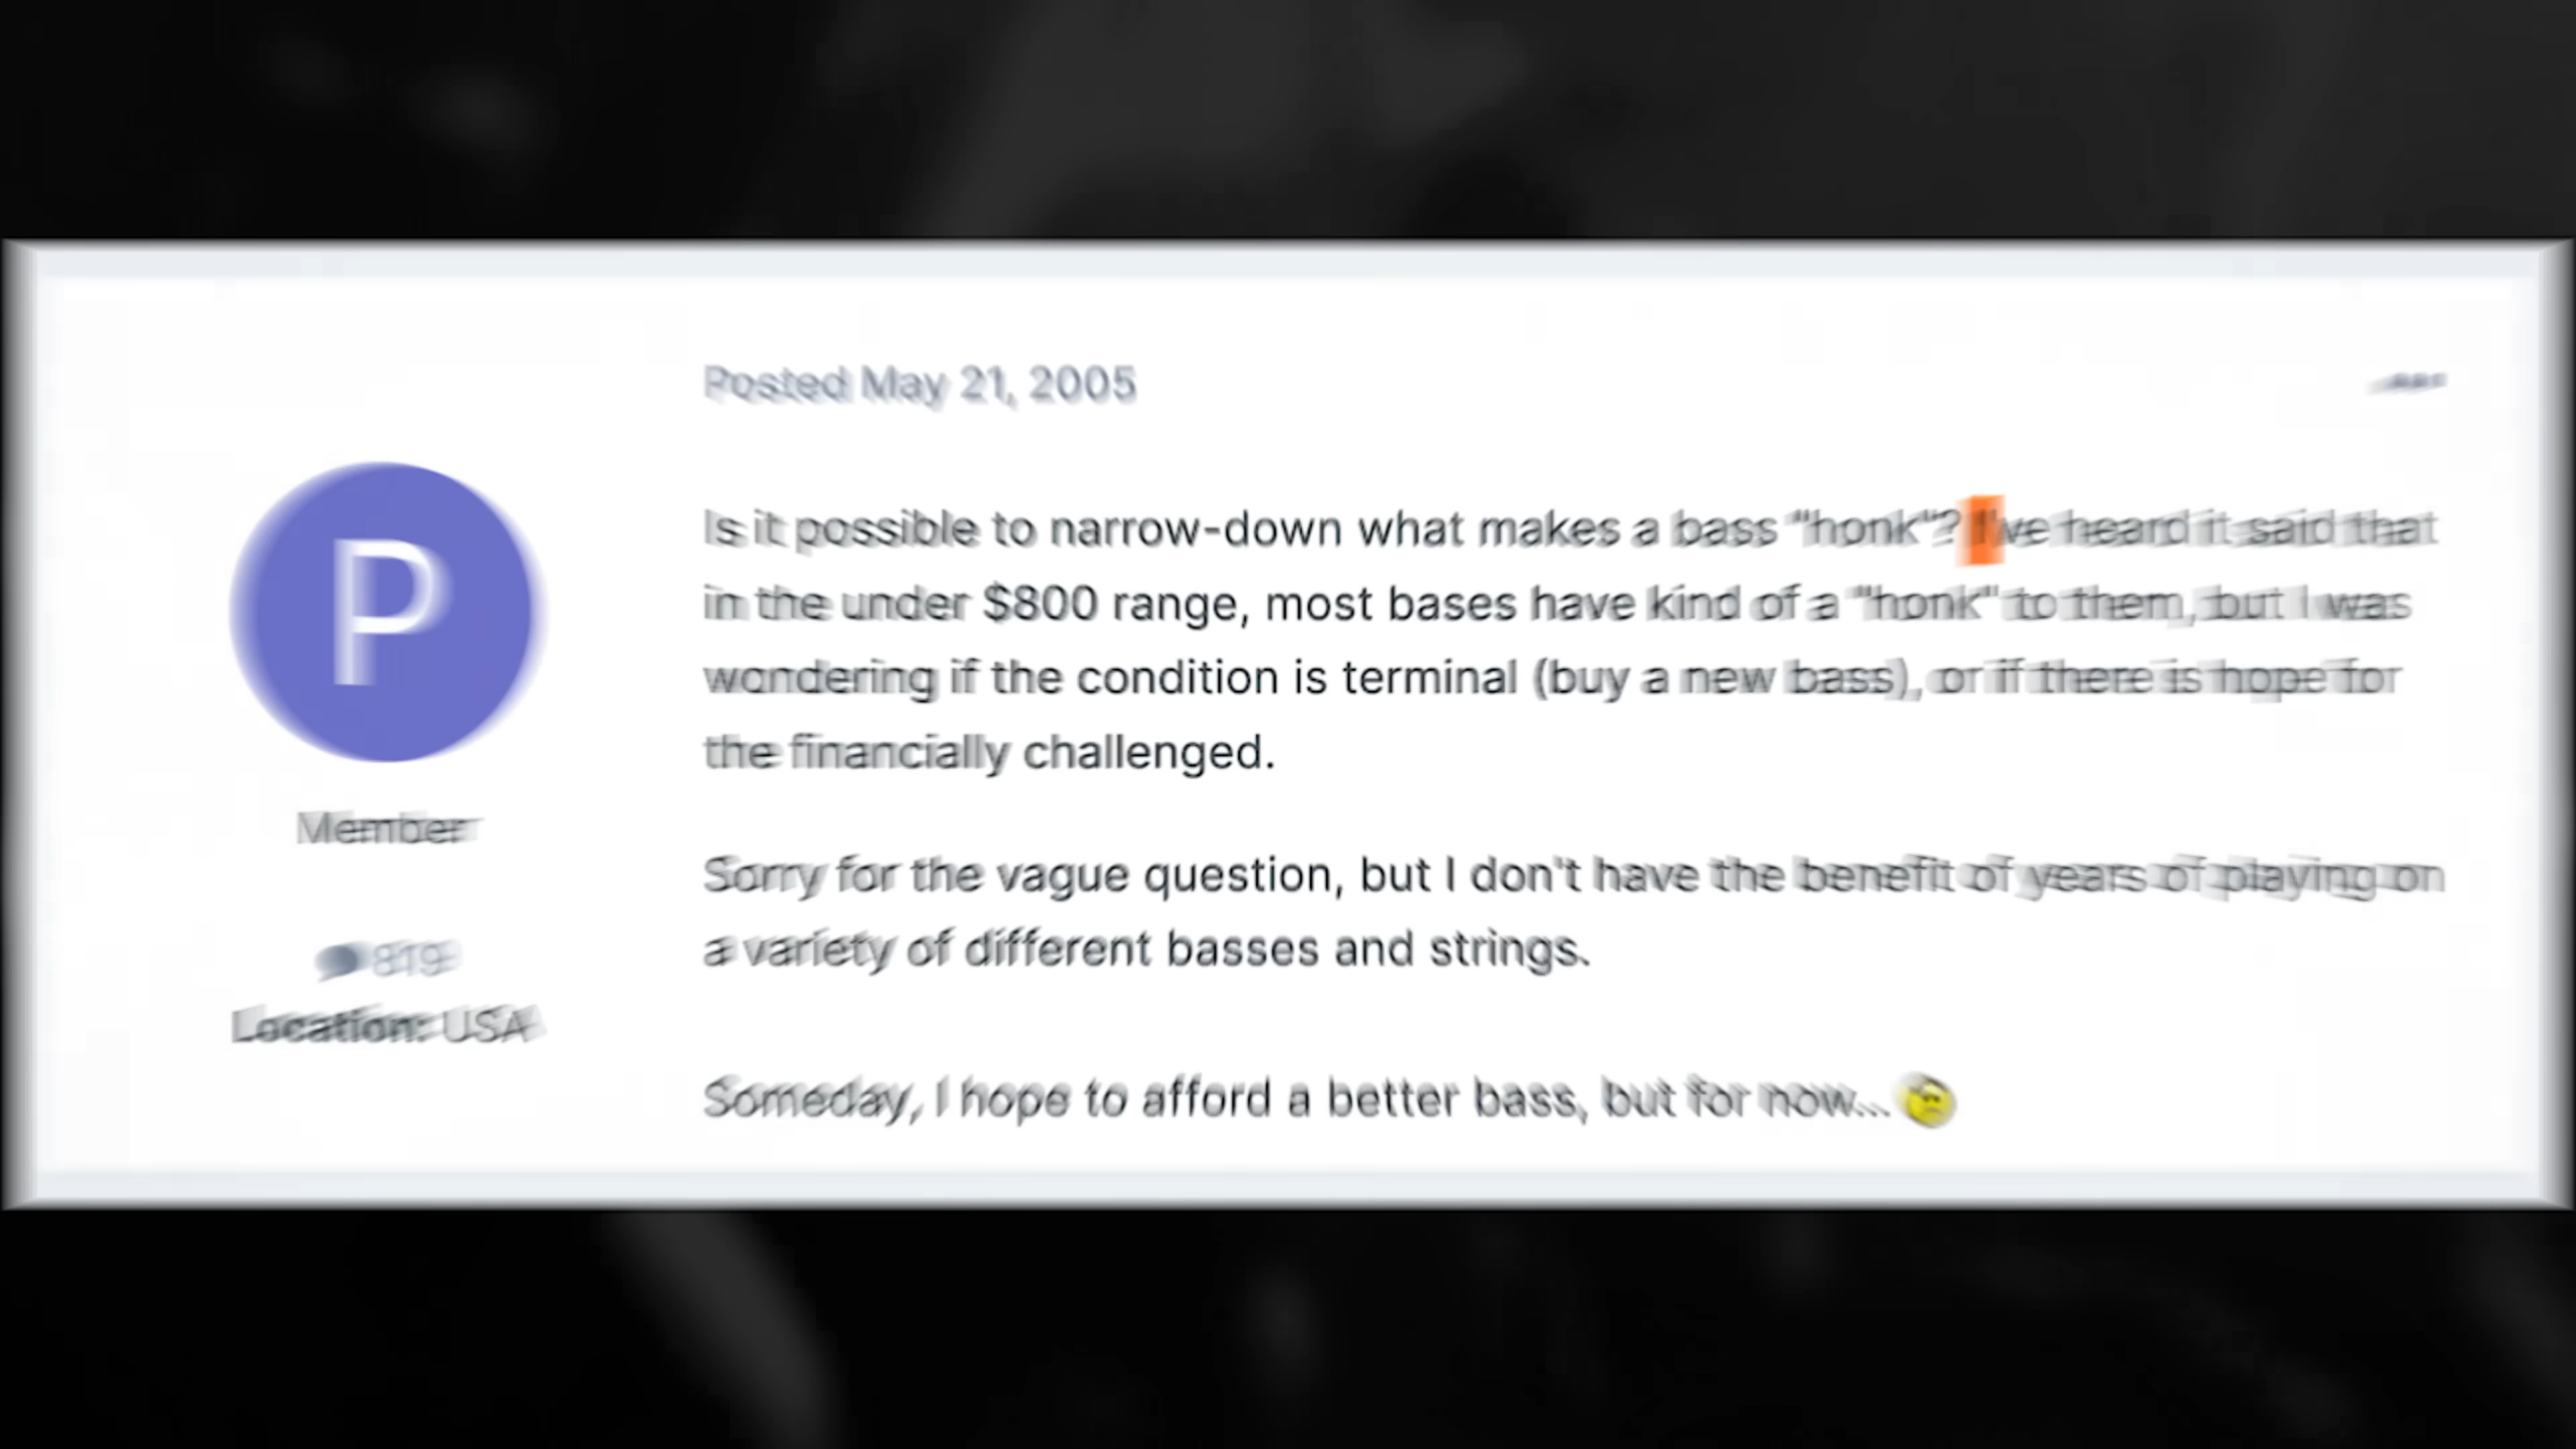 Posted May 21, 2005
P
Is it possible to narrow-down what makes a bass "honk"? I've heard it said that
in the under $800 range, most bases have kind of a "honk" to them, but I was
wondering if the condition is terminal (buy a new bass), or if there is hope for
the financially challenged.
Member
Sorry for the vague question, but I don't have the benefit of years of playing on
a variety of different basses and strings.
819
Location: USA
Someday, I hope to afford a better bass, but for now...